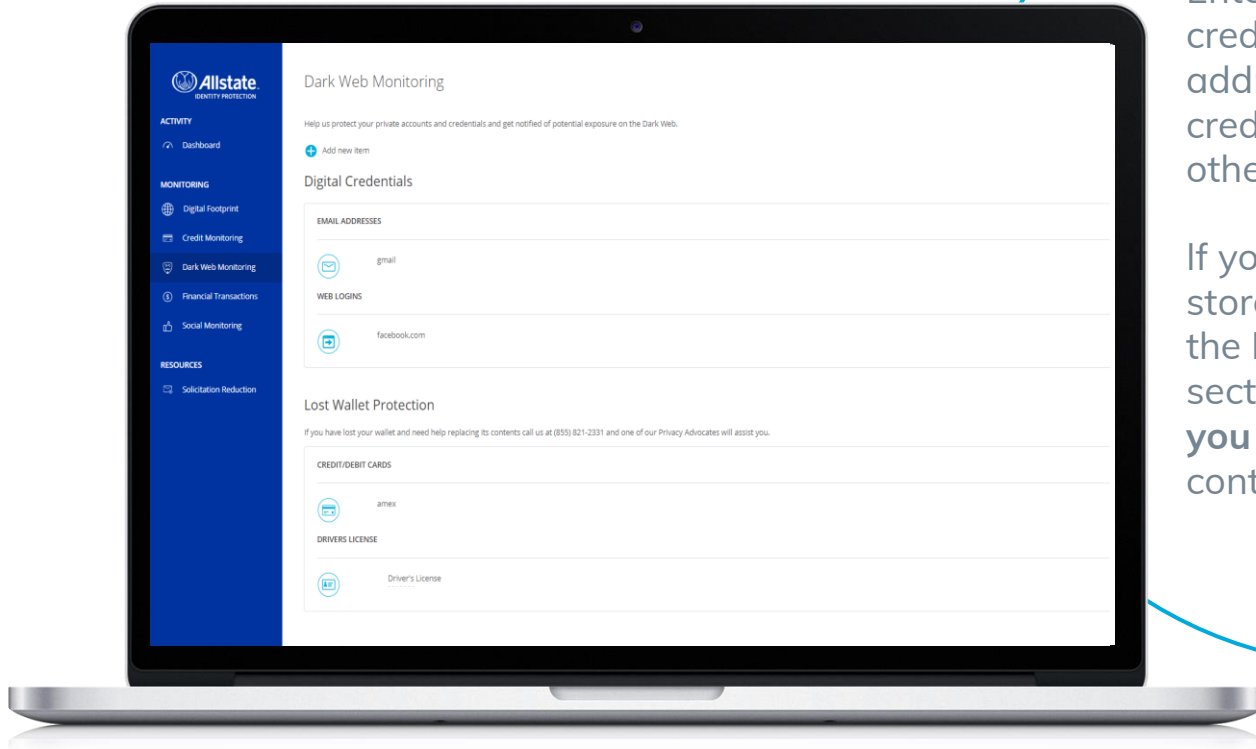 Allstate
IDENTITY PROTECTION
ACTIVITY
Dashboard
MONITORING
Digital Footprint
Credit Monitoring
Dark Web Monitoring
Financial Transactions
Social Monitoring
RESOURCES
Solicitation Reduction
Dark Web Monitoring
Help us protect your private accounts and credentials and get notified of potential exposure on the Dark Web.
Add new item
Digital Credentials
EMAIL ADDRESSES
gmail
WEB LOGINS
facebook.com
Lost Wallet Protection
If you have lost your wallet and need help replacing its contents call us at (855) 821-2331 and one of our Privacy Advocates will assist you.
CREDIT/DEBIT CARDS
amex
DRIVERS LICENSE
Driver's License
cred
add
cred
othe
If yo
stor
the
sect
you
cont